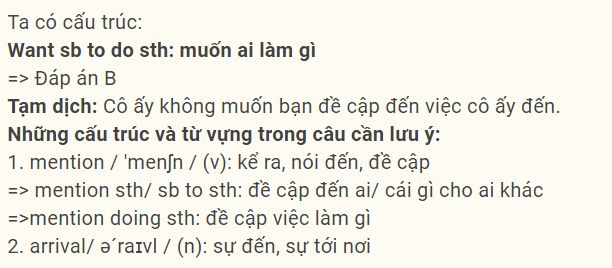 Ta có cấu trúc:
Want sb to do sth: muốn ai làm gì
=> Đáp án B
Tạm dịch: Cô ấy không muốn bạn đề cập đến việc cô ấy đến.
Những cấu trúc và từ vựng trong câu cần lưu ý:
1. mention / 'menʃn / (v): kể ra, nói đến, đề cập
=> mention sth/ sb to sth: đề cập đến ai/ cái gì cho ai khác
=>mention doing sth: đề cập việc làm gì
2. arrival/ ə´raɪvl / (n): sự đến, sự tới nơi